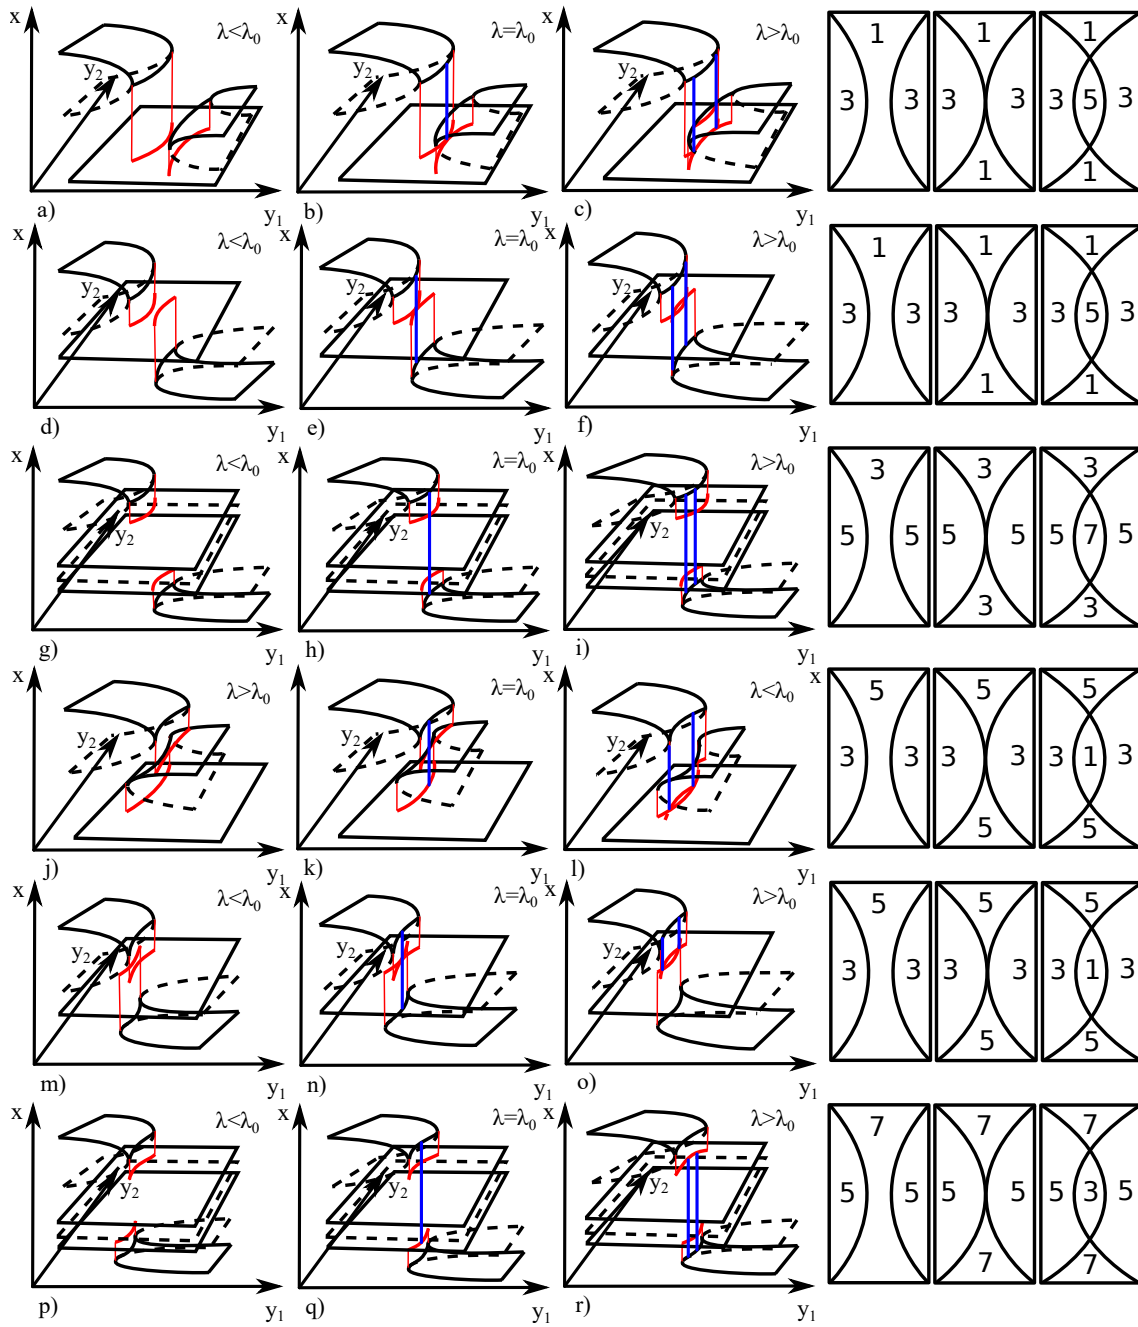 x λ<λ₀ x λ=λ₀ x λ>λ₀ 1 1 1
y₂ y₂ y₂
3 3 3 3 3 5 3
1 1
a) y₁ b) y₁ c) y₁
x λ<λ₀ x λ=λ₀ x λ>λ₀ 1 1 1
y₂ y₂ y₂
3 3 3 3 3 5 3
1 1
d) y₁ e) y₁ f) y₁
x λ<λ₀ x λ=λ₀ x λ>λ₀ 3 3 3
y₂ y₂ y₂
5 5 5 5 5 7 5
3 3
g) y₁ h) y₁ i) y₁
x λ>λ₀ x λ=λ₀ x λ<λ₀ x 5 5 5
y₂ y₂ y₂
3 3 3 3 3 1 3
5 5
j) y₁ k) y₁ l) y₁
x λ<λ₀ x λ=λ₀ x λ>λ₀ 5 5 5
y₂ y₂ y₂
3 3 3 3 3 1 3
5 5
m) y₁ n) y₁ o) y₁
x λ<λ₀ x λ=λ₀ x λ>λ₀ 7 7 7
y₂ y₂ y₂
5 5 5 5 5 3 5
7 7
p) y₁ q) y₁ r) y₁